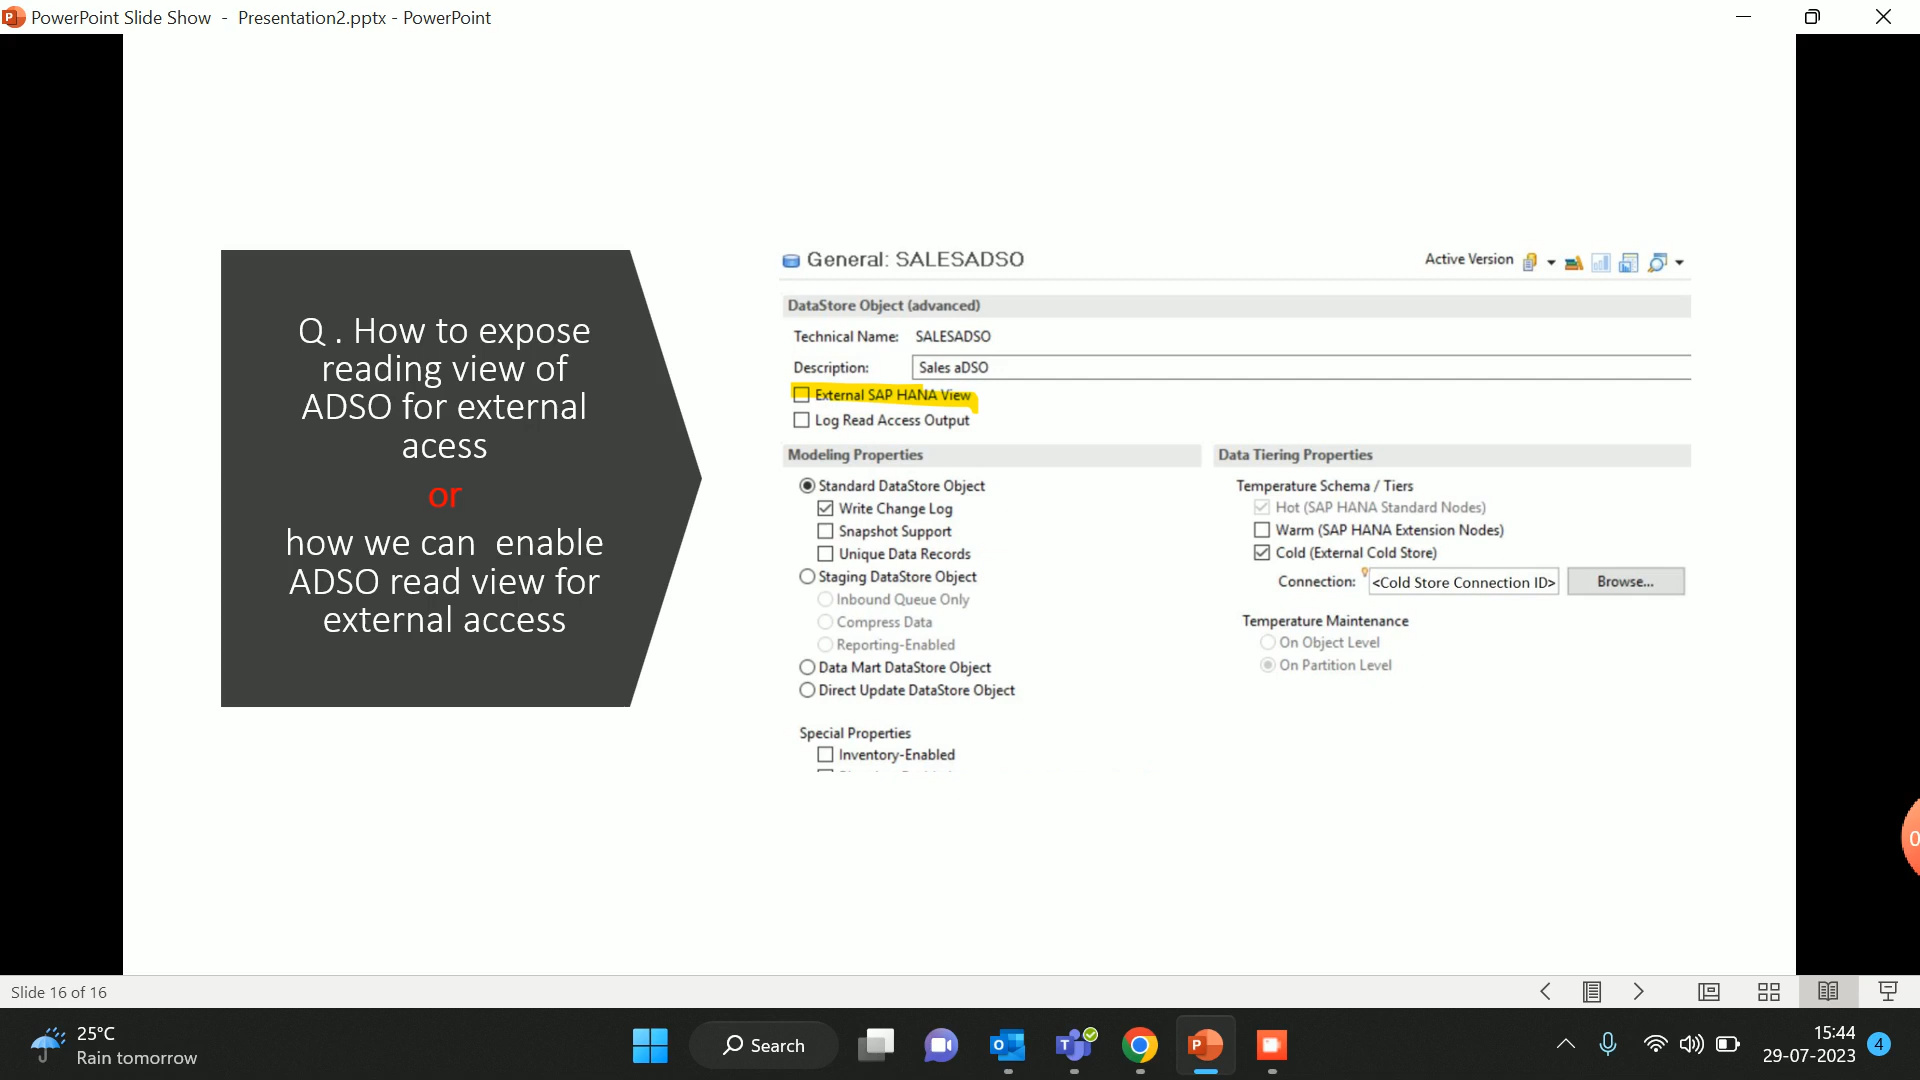 PowerPoint Slide Show - Presentation2.pptx - PowerPoint
Q . How to expose
reading view of
ADSO for external
acess
or
how we can enable
ADSO read view for
external access
General: SALESADSO
Active Version
DataStore Object (advanced)
Technical Name: SALESADSO
Description: Sales aDSO
External SAP HANA View
Log Read Access Output
Modeling Properties
Standard DataStore Object
Write Change Log
Snapshot Support
Unique Data Records
Staging DataStore Object
Inbound Queue Only
Compress Data
Reporting-Enabled
Data Mart DataStore Object
Direct Update DataStore Object
Special Properties
Inventory-Enabled
Data Tiering Properties
Temperature Schema / Tiers
Hot (SAP HANA Standard Nodes)
Warm (SAP HANA Extension Nodes)
Cold (External Cold Store)
Connection: <Cold Store Connection ID> Browse...
Temperature Maintenance
On Object Level
On Partition Level
Slide 16 of 16
25°C
Rain tomorrow
Search
15:44
29-07-2023
4